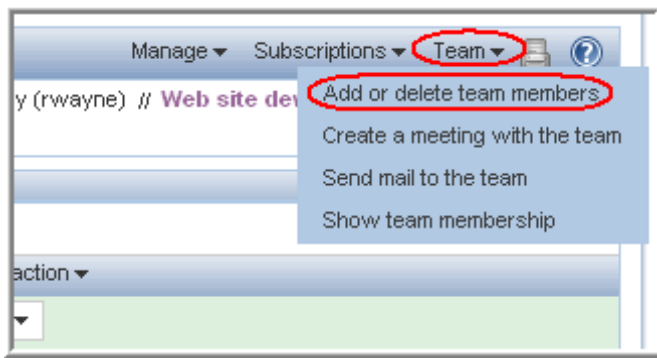 Manage Subscriptions Team ?
y (rwayne) // Web site dev
Add or delete team members
Create a meeting with the team
Send mail to the team
Show team membership
action